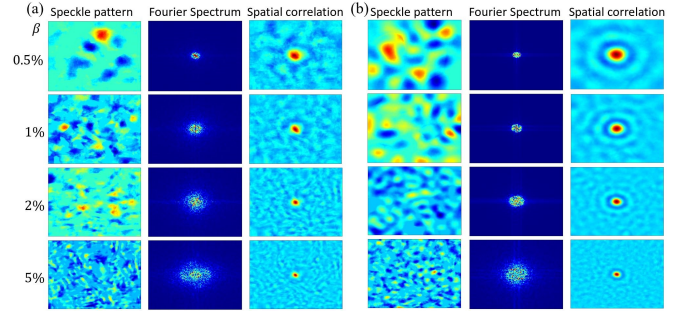 (a) Speckle pattern Fourier Spectrum Spatial correlation (b) Speckle pattern Fourier Spectrum Spatial correlation
β
0.5%
1%
2%
5%